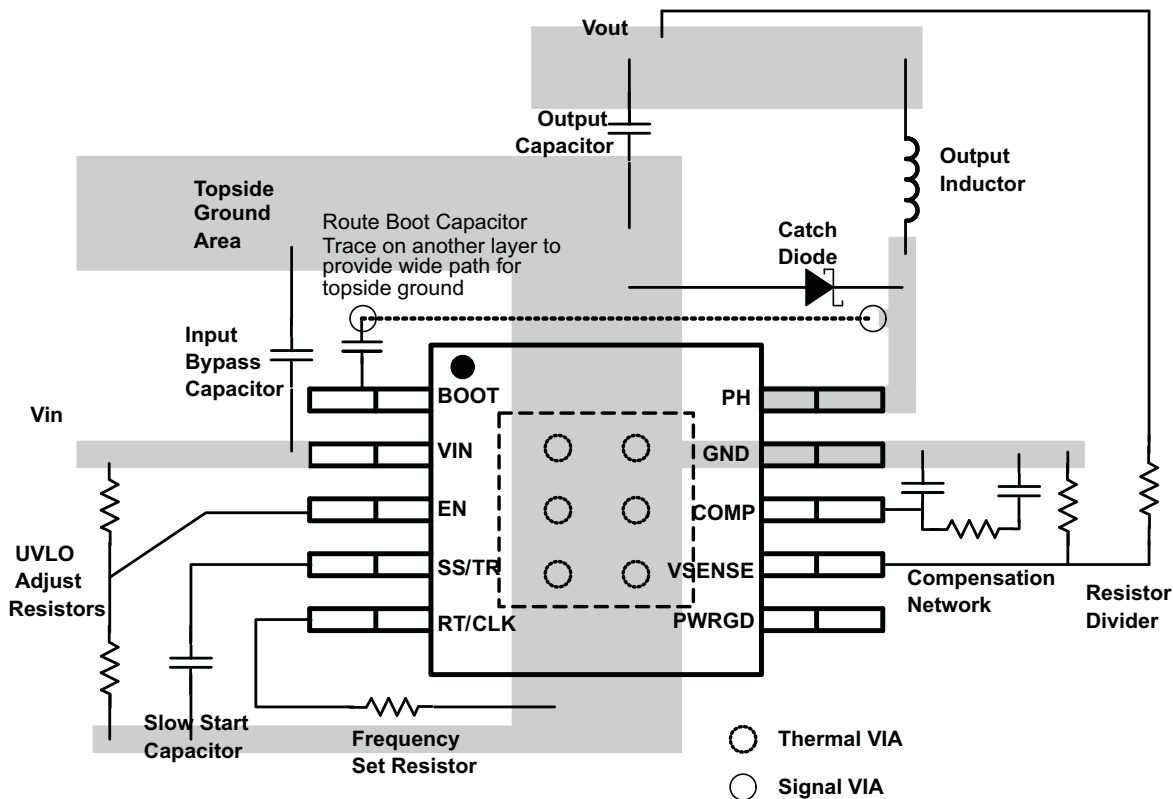 Vout
Output
Capacitor
Output
Inductor
Topside
Ground
Area
Route Boot Capacitor
Trace on another layer to
provide wide path for
topside ground
Catch
Diode
Input
Bypass
Capacitor
BOOT
PH
Vin
VIN
GND
EN
COMP
UVLO
Adjust
Resistors
SS/TR
VSENSE
Compensation
Network
Resistor
Divider
RT/CLK
PWRGD
Slow Start
Capacitor
Frequency
Set Resistor
Thermal VIA
Signal VIA